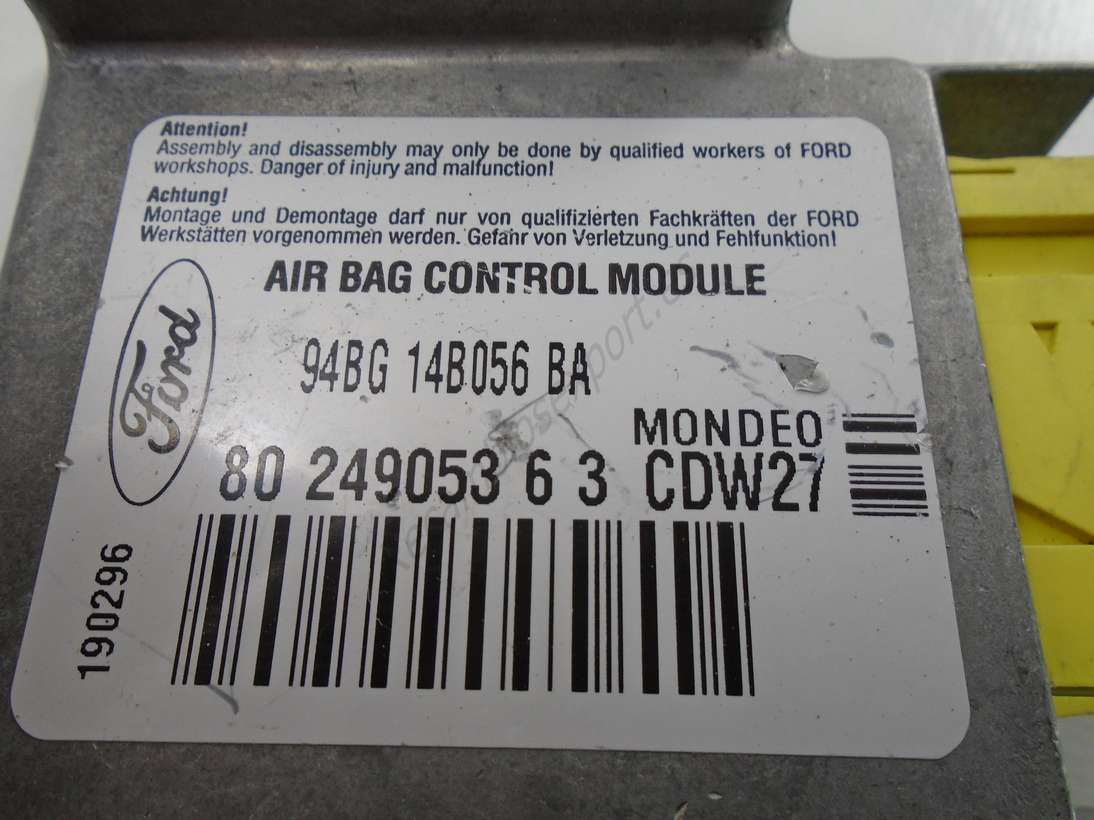 Attention!
Assembly and disassembly may only be done by qualified workers of FORD
workshops. Danger of injury and malfunction!
Achtung!
Montage und Demontage darf nur von qualifizierten Fachkräften der FORD
Werkstätten vorgenommen werden. Gefahr von Verletzung und Fehlfunktion!
AIR BAG CONTROL MODULE
Ford
94BG 14B056 BA
MONDEO
80 249053 6 3 CDW27
190296